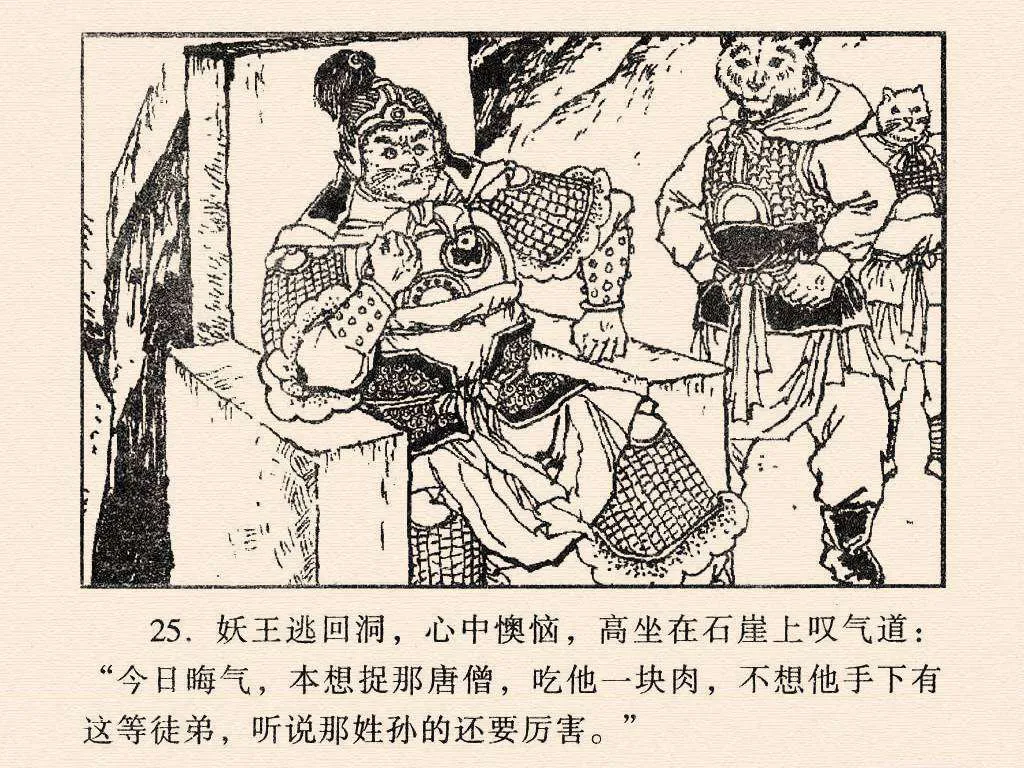 25. 妖王逃回洞，心中懊恼，高坐在石崖上叹气道：
“今日晦气，本想捉那唐僧，吃他一块肉，不想他手下有
这等徒弟，听说那姓孙的还要厉害。”